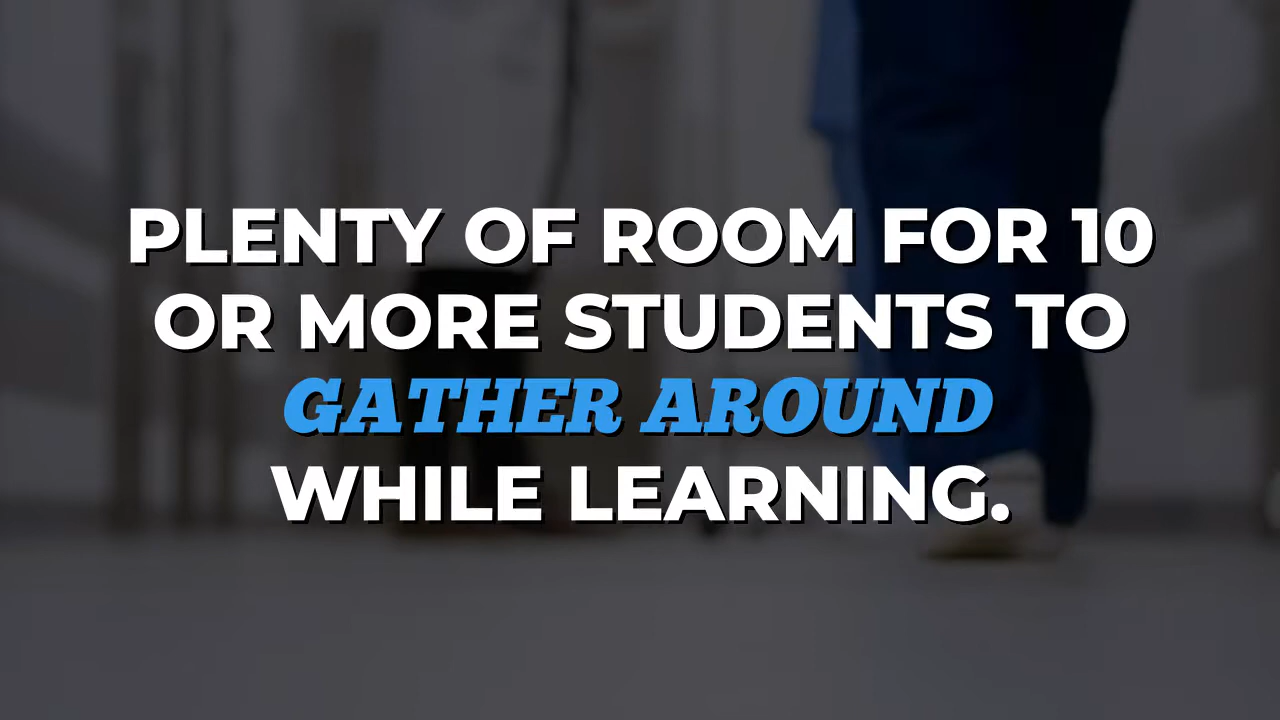 PLENTY OF ROOM FOR 10
OR MORE STUDENTS TO
GATHER AROUND
WHILE LEARNING.